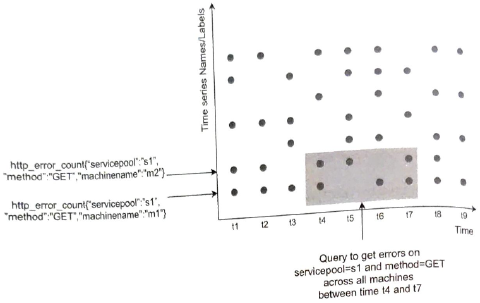 Time series Names/Labels
http_error_count{"servicepool":"s1",
"method":"GET","machinename":"m2"}
http_error_count{"servicepool":"s1",
"method":"GET","machinename":"m1"}
t1 t2 t3 t4 t5 t6 t7 t8 t9
Time
Query to get errors on
servicepool=s1 and method=GET
across all machines
between time t4 and t7